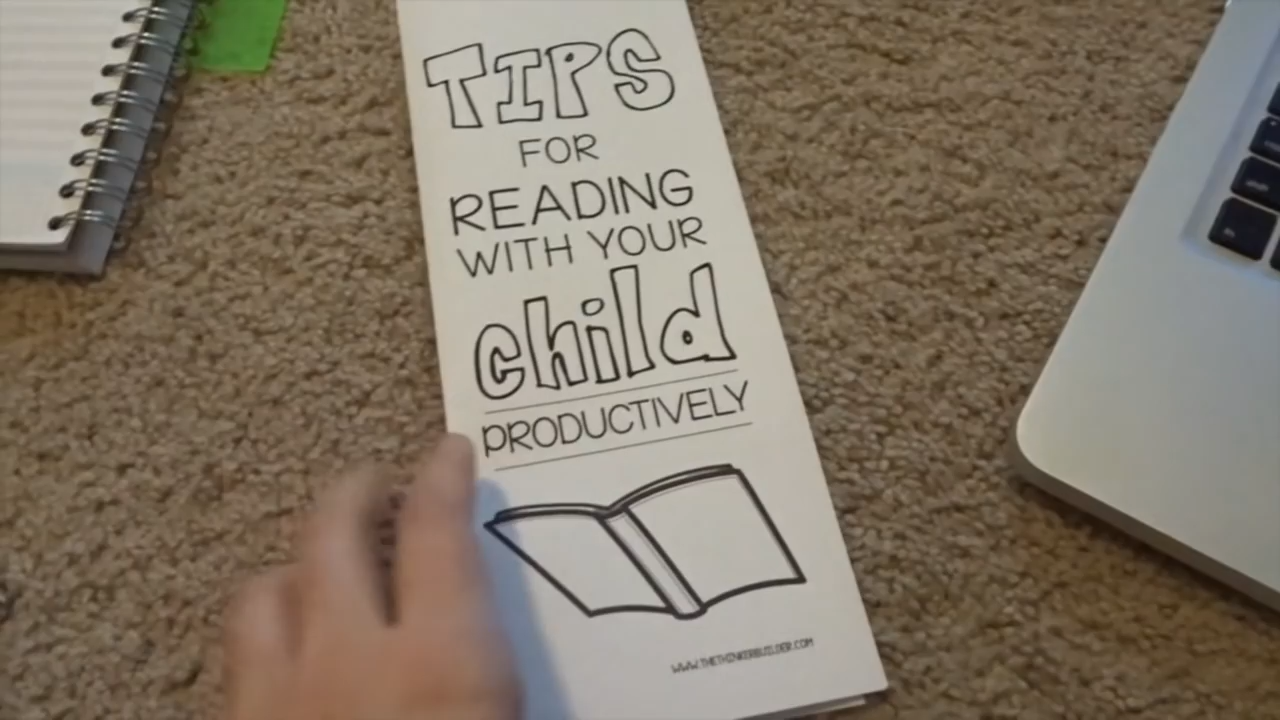 TIPS
FOR
READING
WITH YOUR
child
PRODUCTIVELY
WWW.THETHINKERBUILDER.COM